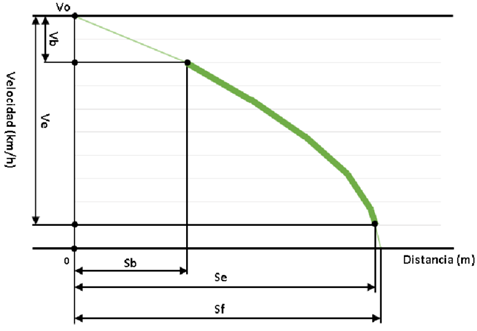 Vo
Vb
Ve
Velocidad (km/h)
0
Distancia (m)
Sb
Se
Sf